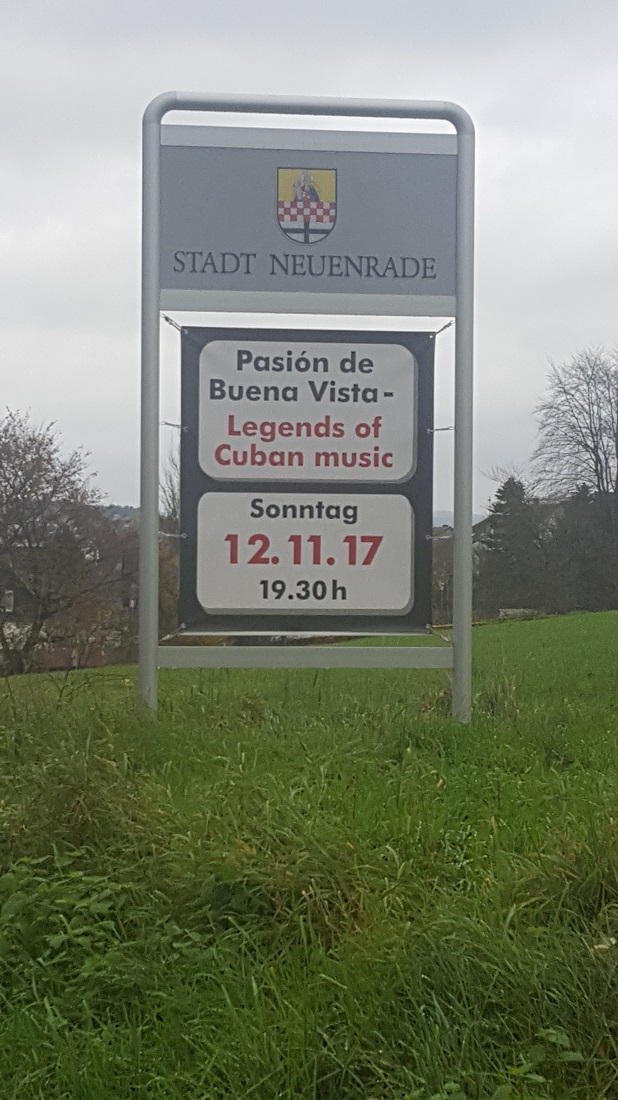 STADT NEUENRADE
Pasión de
Buena Vista-
Legends of
Cuban music
Sonntag
12.11.17
19.30h